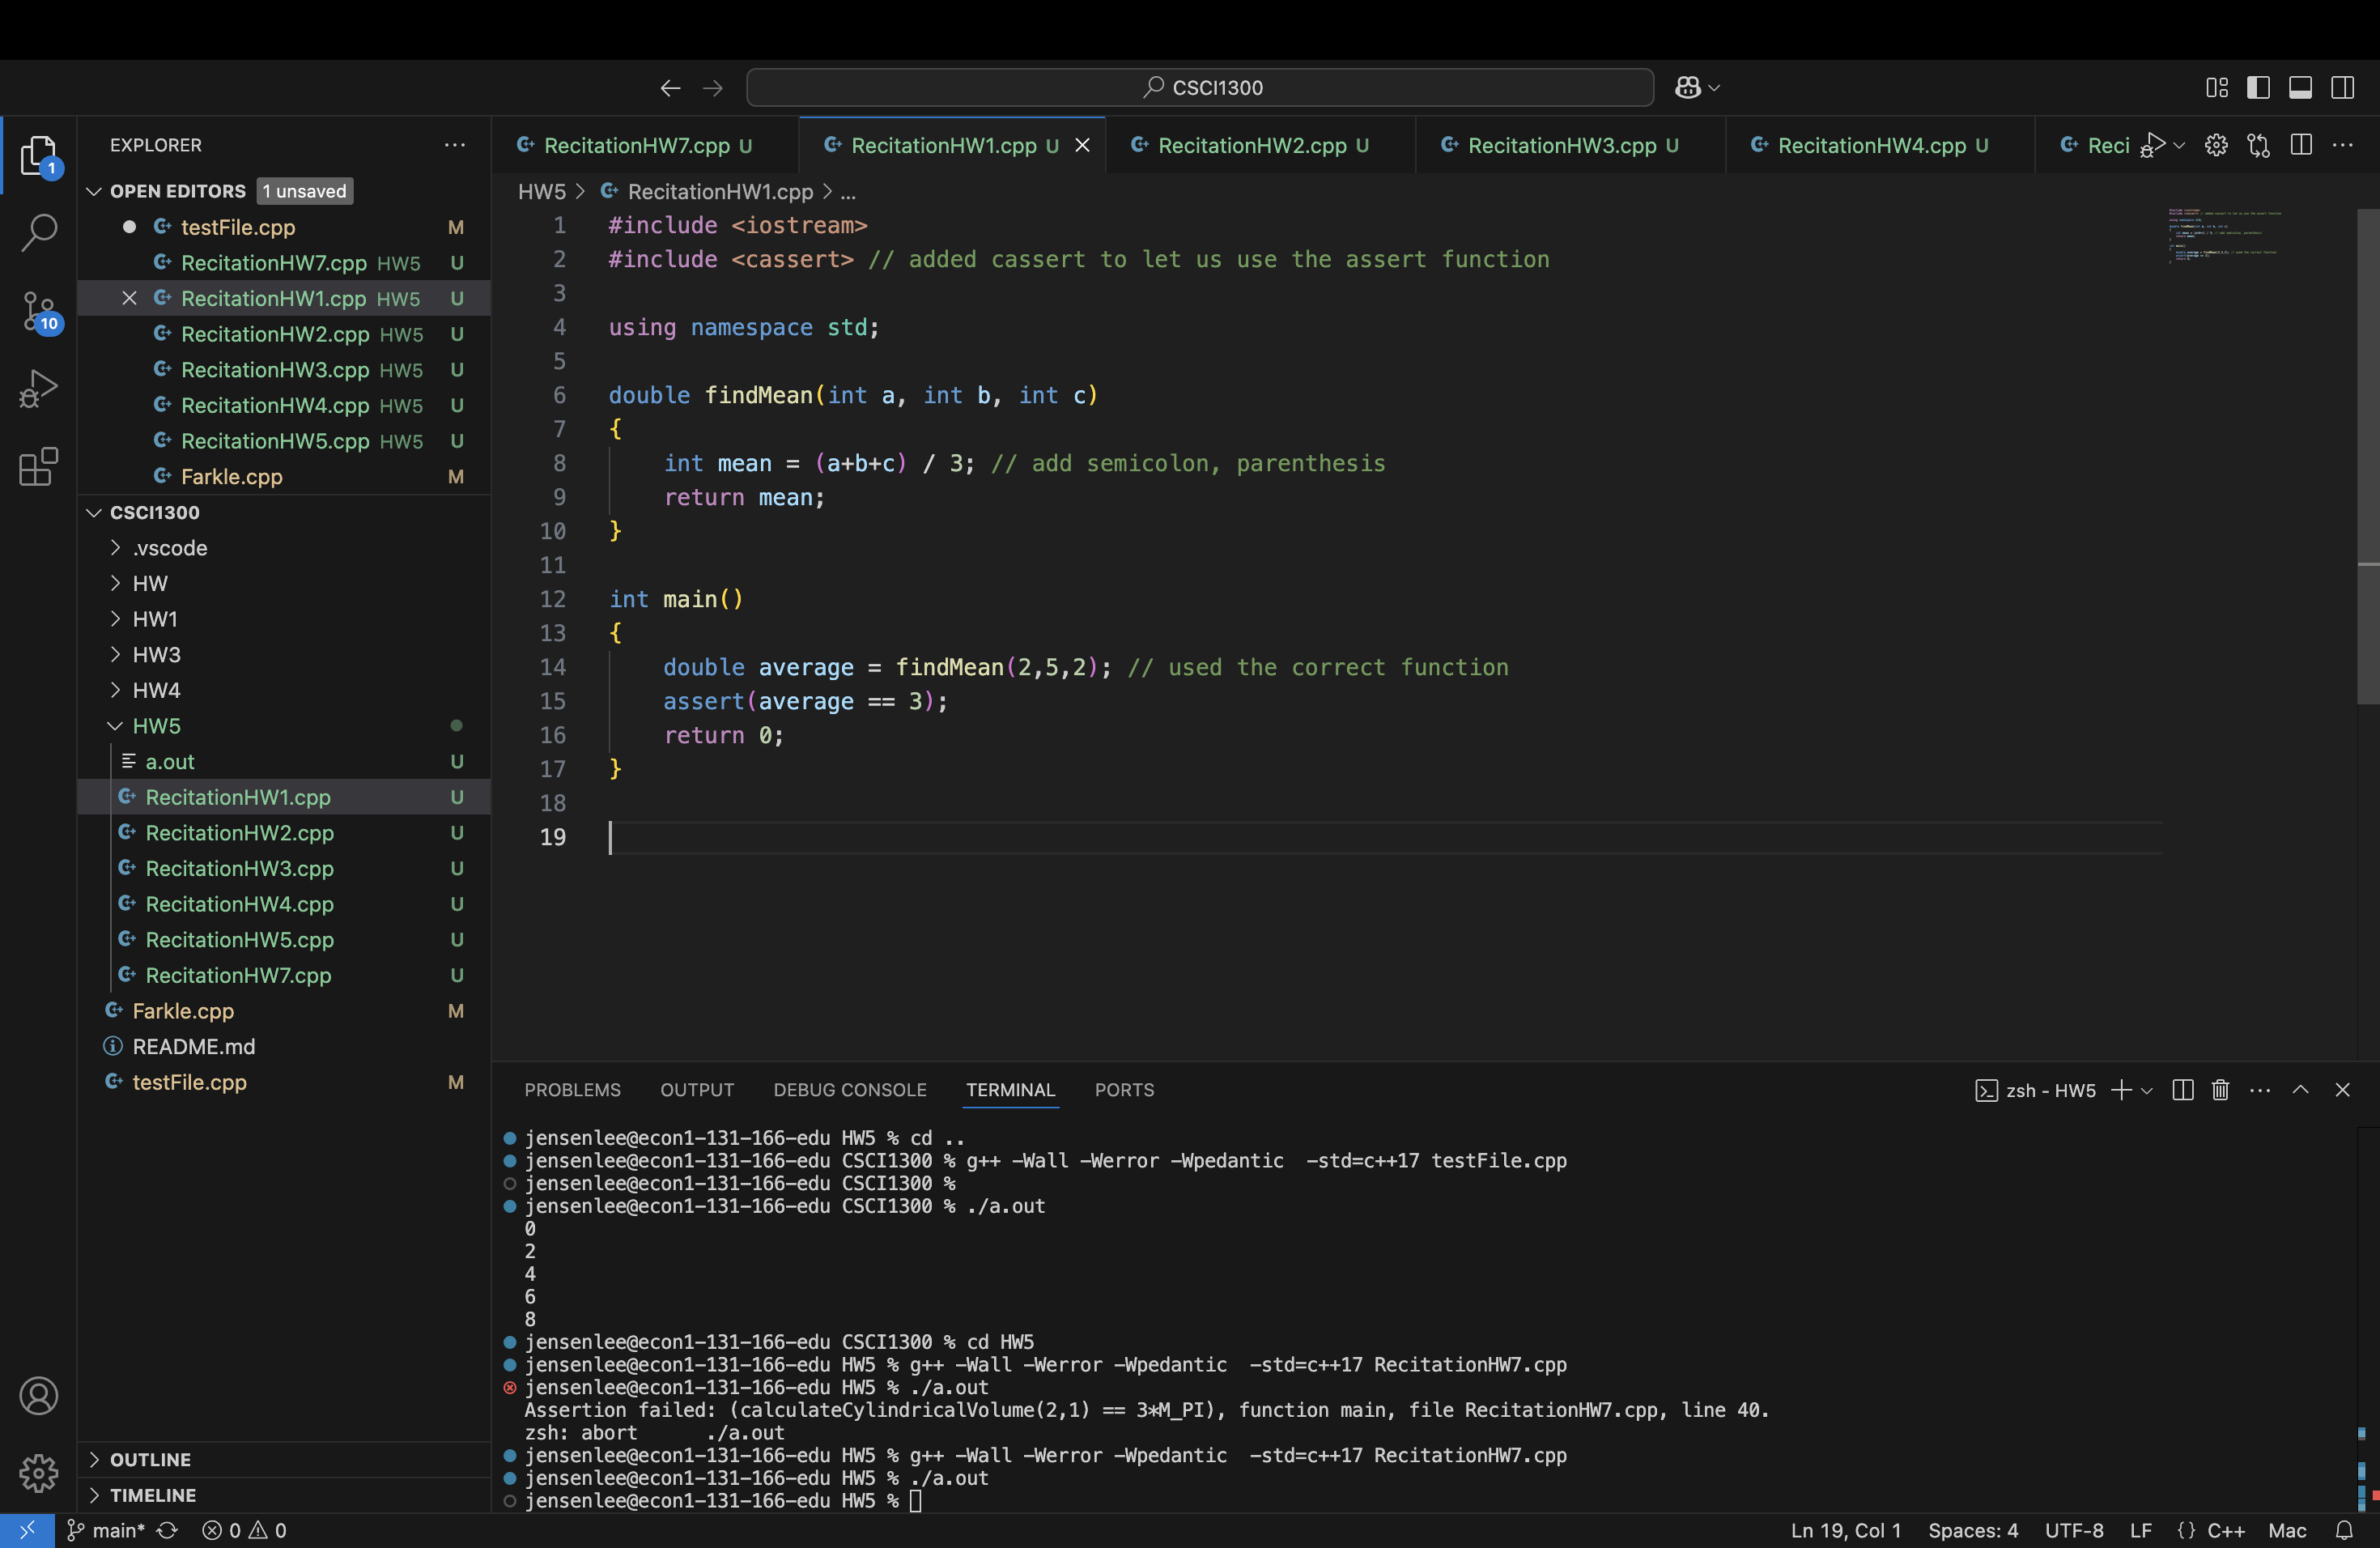 CSCI1300
EXPLORER
OPEN EDITORS 1 unsaved
testFile.cpp M
RecitationHW7.cpp HW5 U
RecitationHW1.cpp HW5 U
RecitationHW2.cpp HW5 U
RecitationHW3.cpp HW5 U
RecitationHW4.cpp HW5 U
RecitationHW5.cpp HW5 U
Farkle.cpp M
CSCI1300
.vscode
HW
HW1
HW3
HW4
HW5
a.out U
RecitationHW1.cpp U
RecitationHW2.cpp U
RecitationHW3.cpp U
RecitationHW4.cpp U
RecitationHW5.cpp U
RecitationHW7.cpp U
Farkle.cpp M
README.md
testFile.cpp M
OUTLINE
TIMELINE
1
10
RecitationHW7.cpp U RecitationHW1.cpp U RecitationHW2.cpp U RecitationHW3.cpp U RecitationHW4.cpp U Reci
HW5 > RecitationHW1.cpp > ...
1 #include <iostream>
2 #include <cassert> // added cassert to let us use the assert function
3
4 using namespace std;
5
6 double findMean(int a, int b, int c)
7 {
8     int mean = (a+b+c) / 3; // add semicolon, parenthesis
9     return mean;
10 }
11
12 int main()
13 {
14     double average = findMean(2,5,2); // used the correct function
15     assert(average == 3);
16     return 0;
17 }
18
19
PROBLEMS OUTPUT DEBUG CONSOLE TERMINAL PORTS zsh - HW5
jensenlee@econ1-131-166-edu HW5 % cd ..
jensenlee@econ1-131-166-edu CSCI1300 % g++ -Wall -Werror -Wpedantic  -std=c++17 testFile.cpp
jensenlee@econ1-131-166-edu CSCI1300 %
jensenlee@econ1-131-166-edu CSCI1300 % ./a.out
0
2
4
6
8
jensenlee@econ1-131-166-edu CSCI1300 % cd HW5
jensenlee@econ1-131-166-edu HW5 % g++ -Wall -Werror -Wpedantic  -std=c++17 RecitationHW7.cpp
jensenlee@econ1-131-166-edu HW5 % ./a.out
Assertion failed: (calculateCylindricalVolume(2,1) == 3*M_PI), function main, file RecitationHW7.cpp, line 40.
zsh: abort      ./a.out
jensenlee@econ1-131-166-edu HW5 % g++ -Wall -Werror -Wpedantic  -std=c++17 RecitationHW7.cpp
jensenlee@econ1-131-166-edu HW5 % ./a.out
jensenlee@econ1-131-166-edu HW5 %
main* 0 0 Ln 19, Col 1 Spaces: 4 UTF-8 LF {} C++ Mac